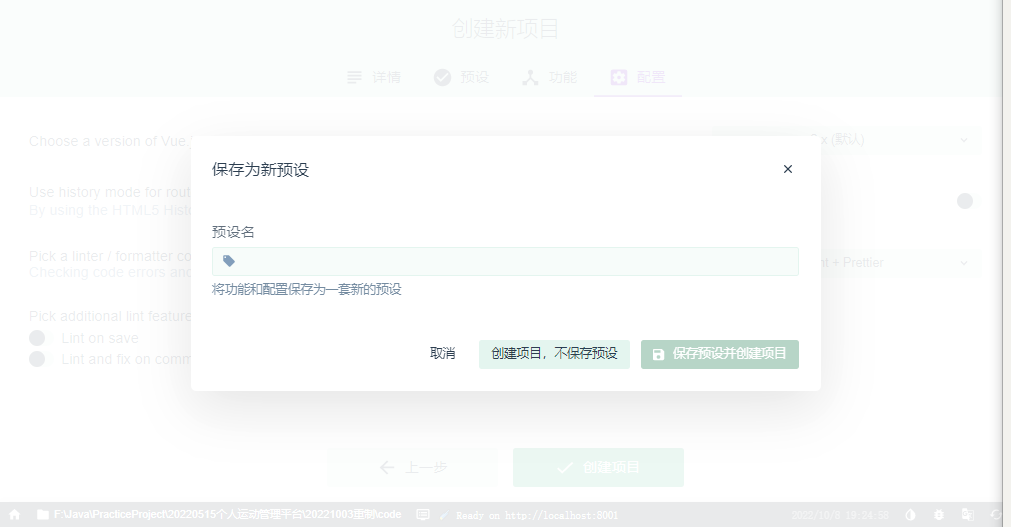 创建新项目
详情 预设 功能 配置
Choose a version of Vue
x (默认)
保存为新预设
Use history mode for rout
By using the HTML5 Hist
预设名
Pick a linter / formatter co
Checking code errors and
nt + Prettier
将功能和配置保存为一套新的预设
Pick additional lint feature
Lint on save
Lint and fix on comm
取消 创建项目，不保存预设 保存预设并创建项目
上一步 创建项目
F:\Java\PracticeProject\20220515个人运动管理平台\20221003重制\code Ready on http://localhost:8001